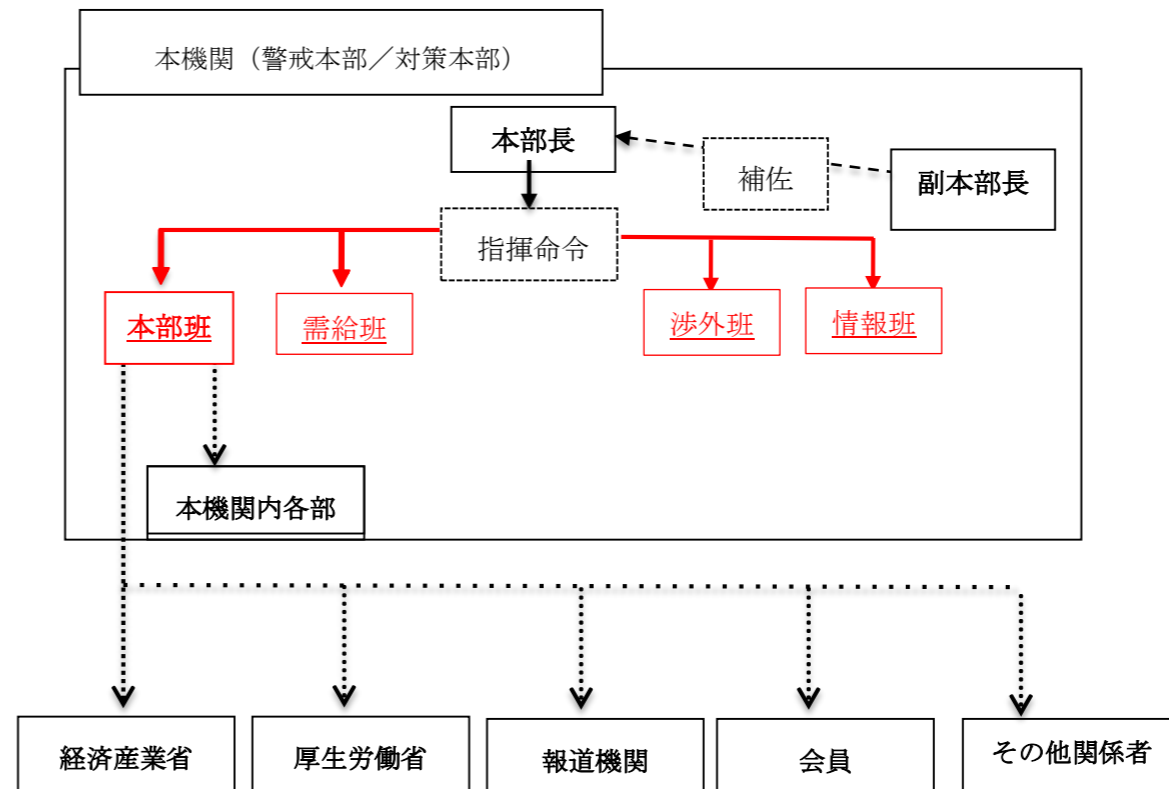 本機関（警戒本部／対策本部）
本部長
補佐
副本部長
指揮命令
本部班
需給班
渉外班
情報班
本機関内各部
経済産業省
厚生労働省
報道機関
会員
その他関係者